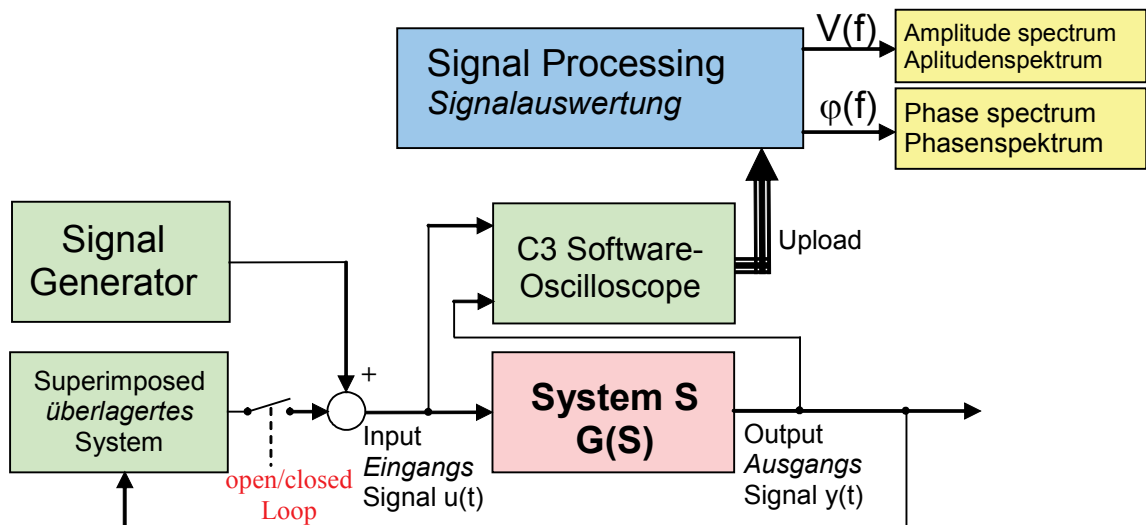 Signal Processing
Signalauswertung
V(f)
φ(f)
Amplitude spectrum
Aplitudenspektrum
Phase spectrum
Phasenspektrum
Signal
Generator
C3 Software-
Oscilloscope
Upload
Superimposed
überlagertes
System
open/closed
Loop
+
Input
Eingangs
Signal u(t)
System S
G(S)
Output
Ausgangs
Signal y(t)